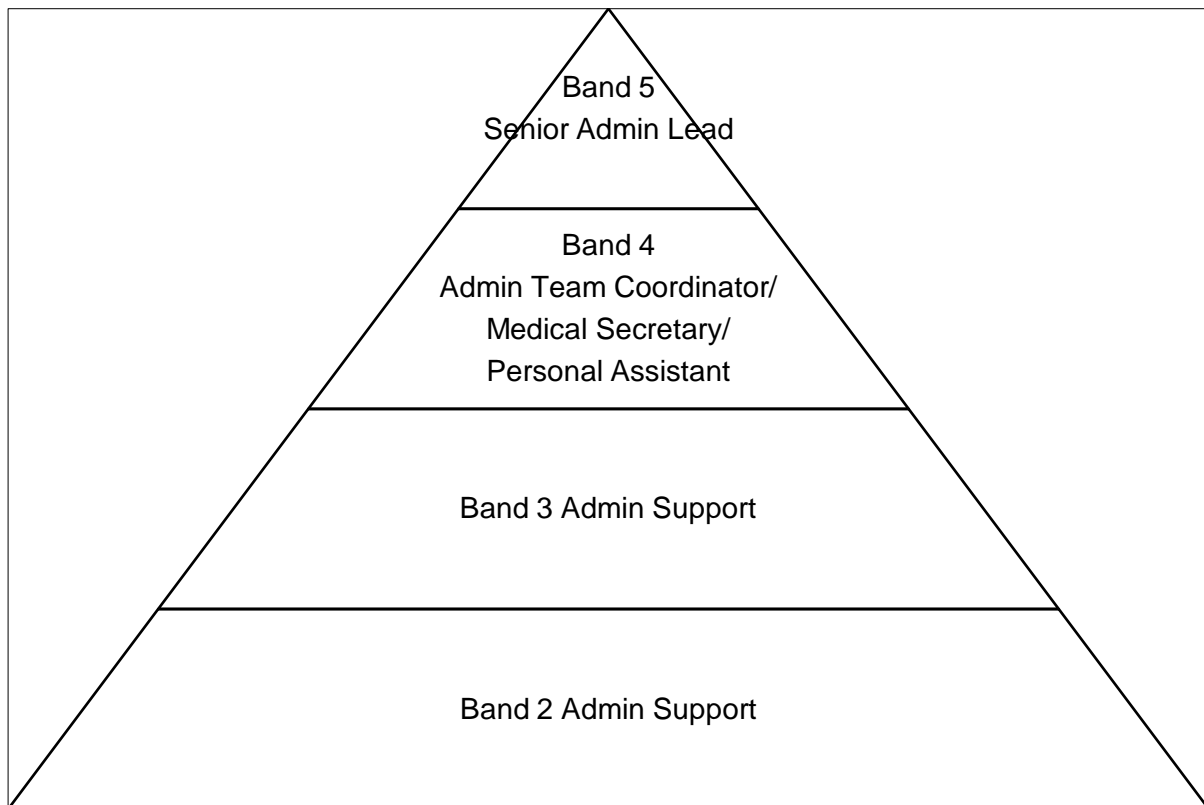 Band 5
Senior Admin Lead
Band 4
Admin Team Coordinator/
Medical Secretary/
Personal Assistant
Band 3 Admin Support
Band 2 Admin Support